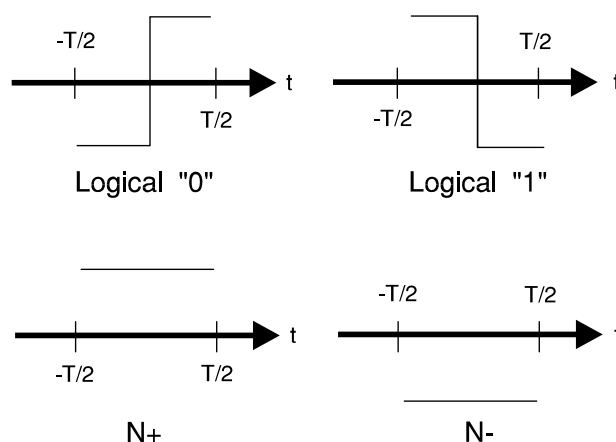 -T/2
t
T/2
Logical "0"
T/2
t
-T/2
Logical "1"
t
-T/2
T/2
N+
-T/2
T/2
t
N-